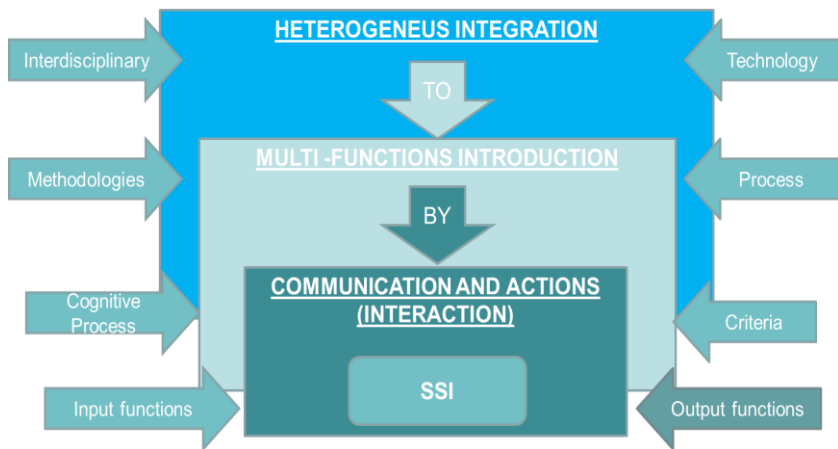 HETEROGENEUS INTEGRATION
Interdisciplinary
Technology
TO
MULTI -FUNCTIONS INTRODUCTION
Methodologies
Process
BY
COMMUNICATION AND ACTIONS
(INTERACTION)
Cognitive
Process
Criteria
SSI
Input functions
Output functions